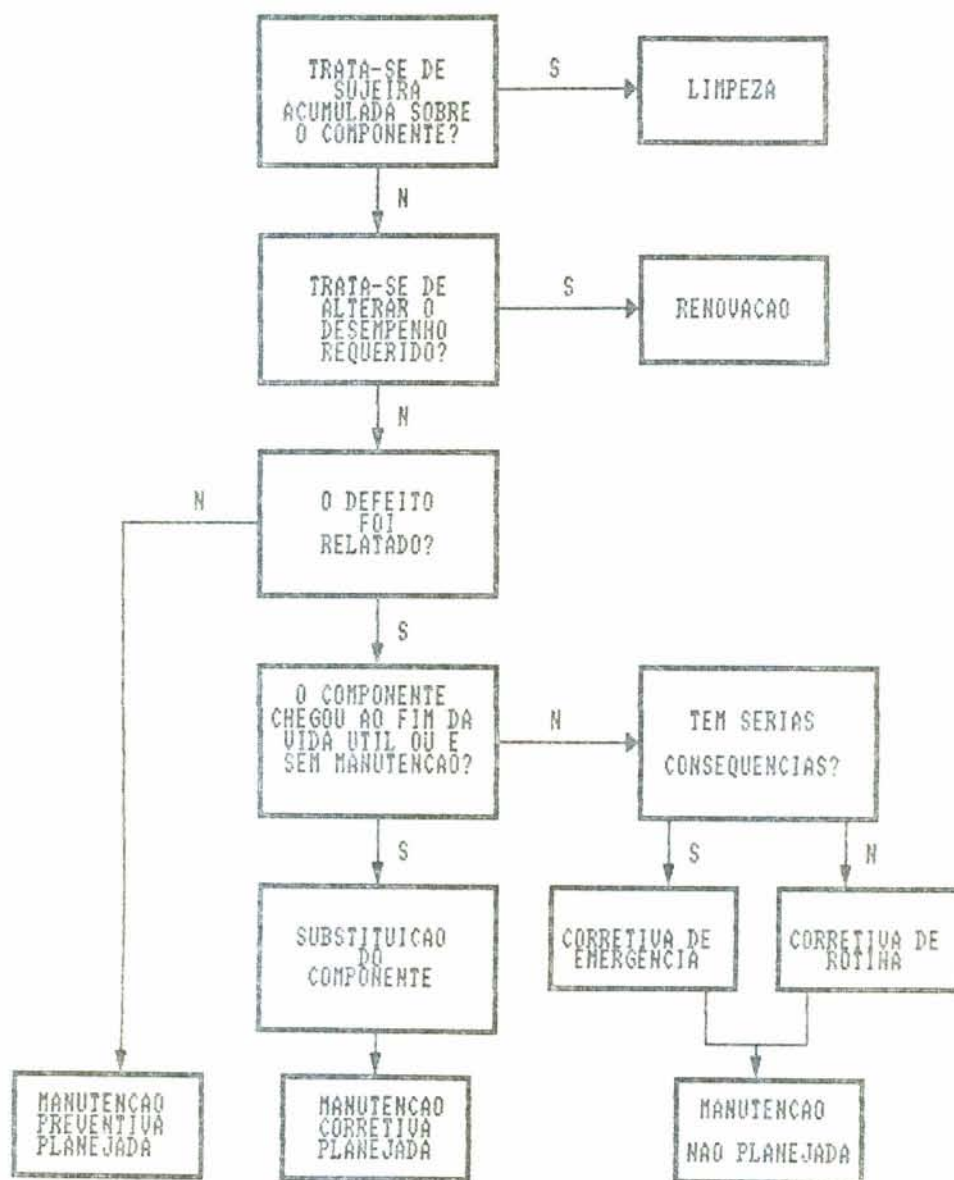 TRATA-SE DE
SUJEIRA
ACUMULADA SOBRE
O COMPONENTE?
S
LIMPEZA
N
TRATA-SE DE
ALTERAR O
DESEMPENHO
REQUERIDO?
S
RENOVACAO
N
O DEFEITO
FOI
RELATADO?
N
S
O COMPONENTE
CHEGOU AO FIM DA
VIDA UTIL OU E
SEM MANUTENCAO?
N
TEM SERIAS
CONSEQUENCIAS?
S
S
N
SUBSTITUICAO
DO
COMPONENTE
CORRETIVA DE
EMERGENCIA
CORRETIVA DE
ROTINA
MANUTENCAO
PREVENTIVA
PLANEJADA
MANUTENCAO
CORRETIVA
PLANEJADA
MANUTENCAO
NAO PLANEJADA